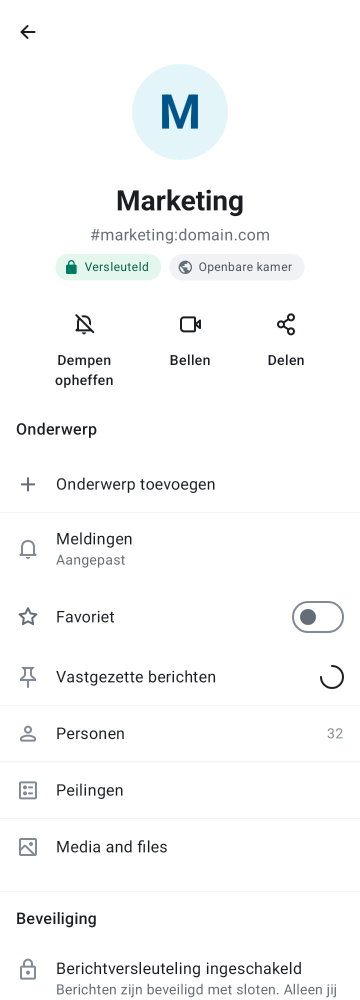 M
Marketing
#marketing:domain.com
Versleuteld
Openbare kamer
Dempen
opheffen
Bellen
Delen
Onderwerp
Onderwerp toevoegen
Meldingen
Aangepast
Favoriet
Vastgezette berichten
Personen
32
Peilingen
Media and files
Beveiliging
Berichtversleuteling ingeschakeld
Berichten zijn beveiligd met sloten. Alleen jij